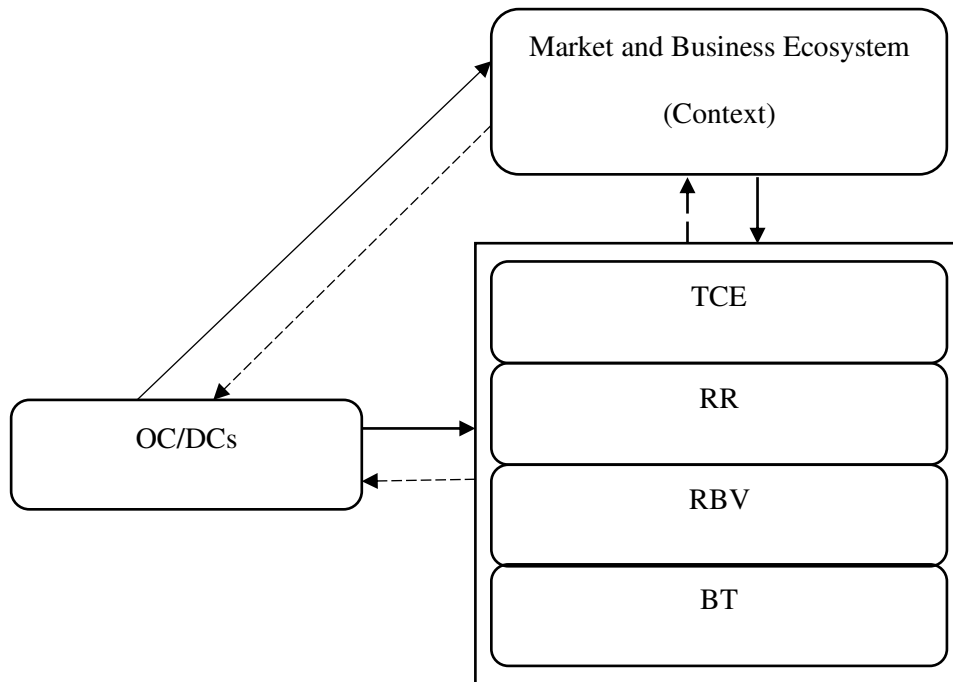 Market and Business Ecosystem
(Context)
TCE
RR
OC/DCs
RBV
BT